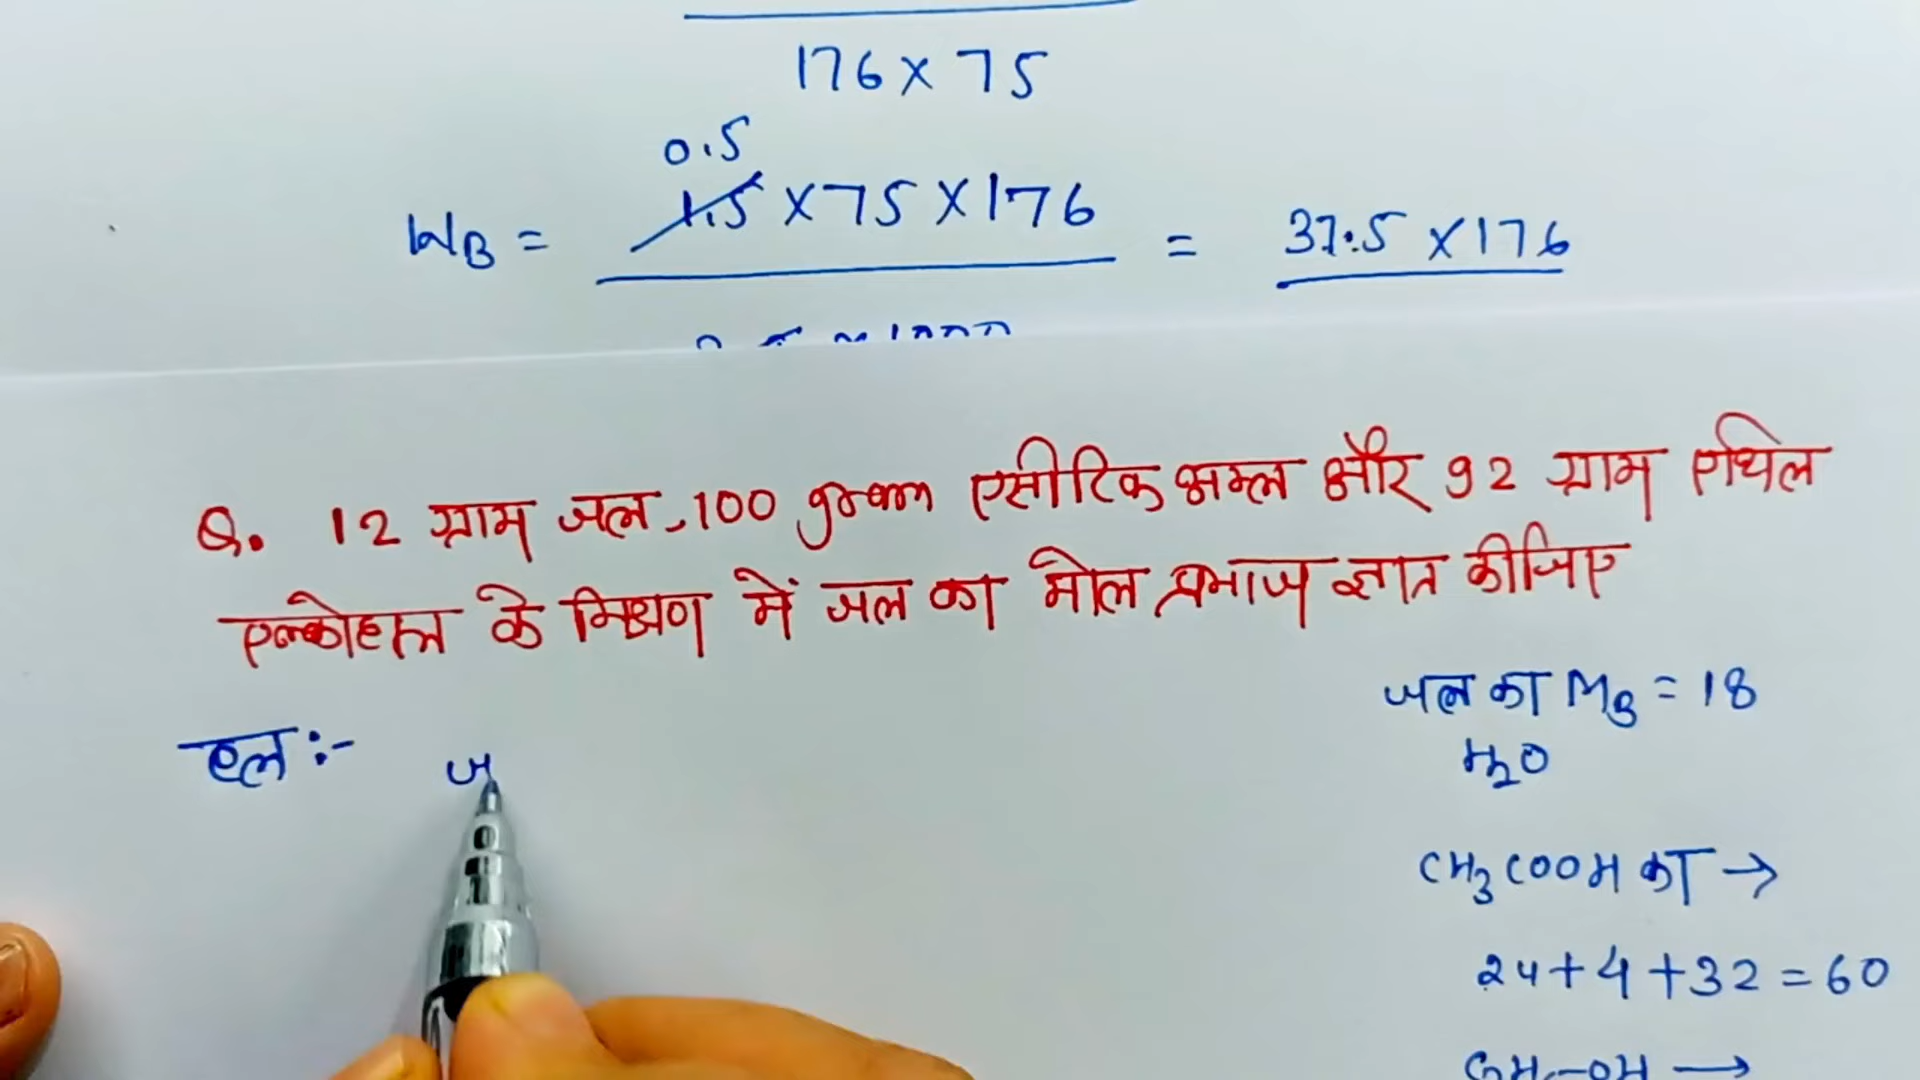 176 x 75
0.5
W_B = 1.5 x 75 x 176 = 37.5 x 176
Q. 12 ग्राम जल, 100 gram एसीटिक अम्ल और 92 ग्राम एथिल
एल्कोहल के मिश्रण में जल का मोल प्रभाज ज्ञात कीजिए
जल का M_B = 18
हल :- ज
H2O
CH3COOH का →
24+4+32 = 60